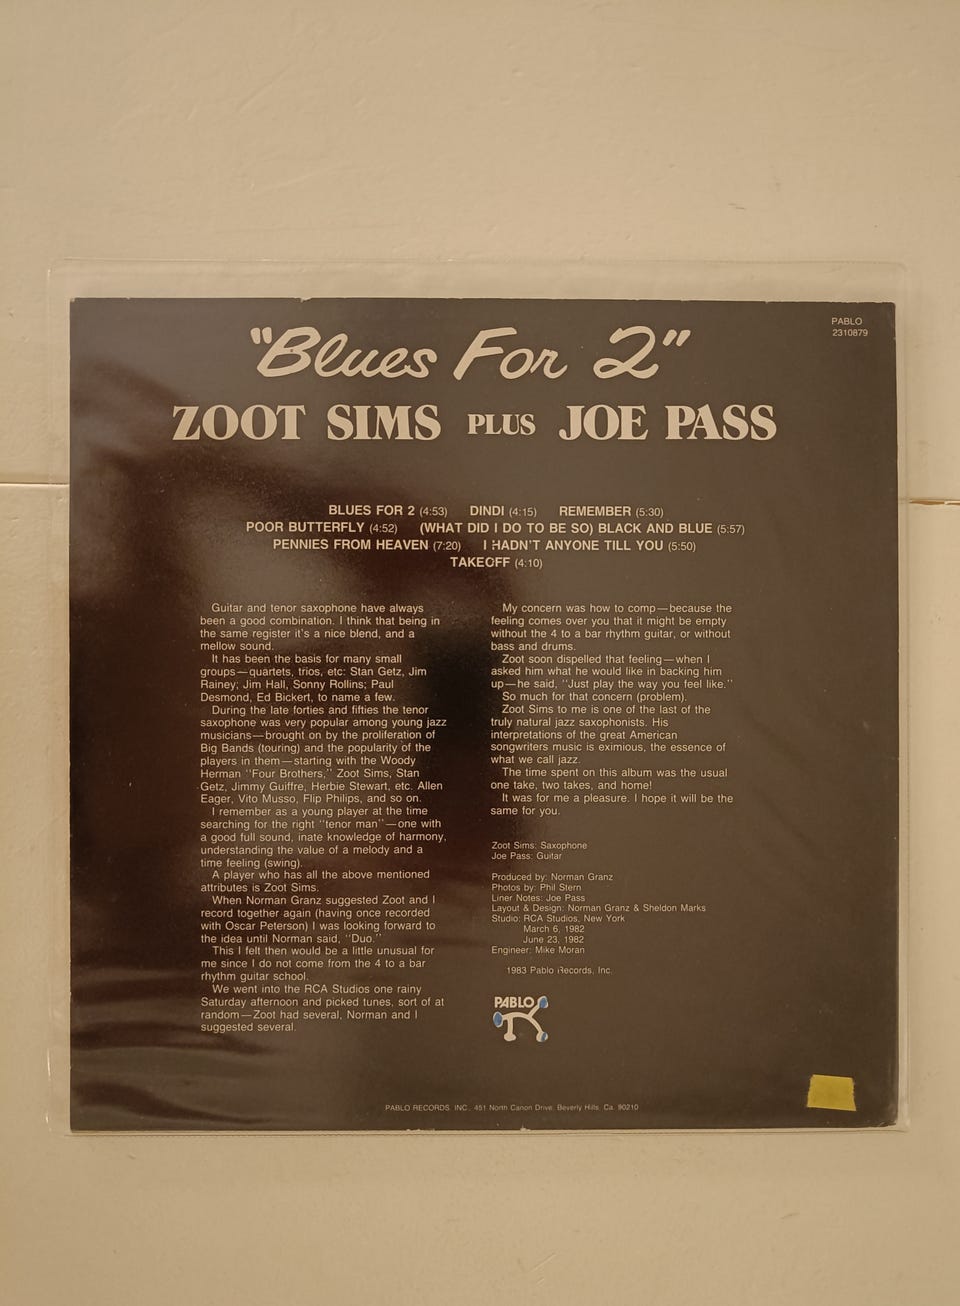 "Blues For 2"
PABLO
2310879
ZOOT SIMS PLUS JOE PASS
BLUES FOR 2 (4:53) DINDI (4:15) REMEMBER (5:30)
POOR BUTTERFLY (4:52) (WHAT DID I DO TO BE SO) BLACK AND BLUE (5:57)
PENNIES FROM HEAVEN (7:20) I HADN'T ANYONE TILL YOU (5:50)
TAKEOFF (4:10)
Guitar and tenor saxophone have always
been a good combination. I think that being in
the same register it's a nice blend, and a
mellow sound.
It has been the basis for many small
groups—quartets, trios, etc: Stan Getz, Jim
Rainey; Jim Hall, Sonny Rollins; Paul
Desmond, Ed Bickert, to name a few.
During the late forties and fifties the tenor
saxophone was very popular among young jazz
musicians—brought on by the proliferation of
Big Bands (touring) and the popularity of the
players in them—starting with the Woody
Herman "Four Brothers," Zoot Sims, Stan
Getz, Jimmy Guiffre, Herbie Stewart, etc. Allen
Eager, Vito Musso, Flip Philips, and so on.
I remember as a young player at the time
searching for the right "tenor man"—one with
a good full sound, inate knowledge of harmony,
understanding the value of a melody and a
time feeling (swing).
A player who has all the above mentioned
attributes is Zoot Sims.
When Norman Granz suggested Zoot and I
record together again (having once recorded
with Oscar Peterson) I was looking forward to
the idea until Norman said, "Duo."
This I felt then would be a little unusual for
me since I do not come from the 4 to a bar
rhythm guitar school.
We went into the RCA Studios one rainy
Saturday afternoon and picked tunes, sort of at
random—Zoot had several, Norman and I
suggested several.
My concern was how to comp—because the
feeling comes over you that it might be empty
without the 4 to a bar rhythm guitar, or without
bass and drums.
Zoot soon dispelled that feeling—when I
asked him what he would like in backing him
up—he said, "Just play the way you feel like."
So much for that concern (problem).
Zoot Sims to me is one of the last of the
truly natural jazz saxophonists. His
interpretations of the great American
songwriters music is eximious, the essence of
what we call jazz.
The time spent on this album was the usual
one take, two takes, and home!
It was for me a pleasure. I hope it will be the
same for you.
Zoot Sims: Saxophone
Joe Pass: Guitar
Produced by: Norman Granz
Photos by: Phil Stern
Liner Notes: Joe Pass
Layout & Design: Norman Granz & Sheldon Marks
Studio: RCA Studios, New York
March 6, 1982
June 23, 1982
Engineer: Mike Moran
1983 Pablo Records, Inc.
PABLO
PABLO RECORDS, INC., 451 North Canon Drive, Beverly Hills, Ca. 90210